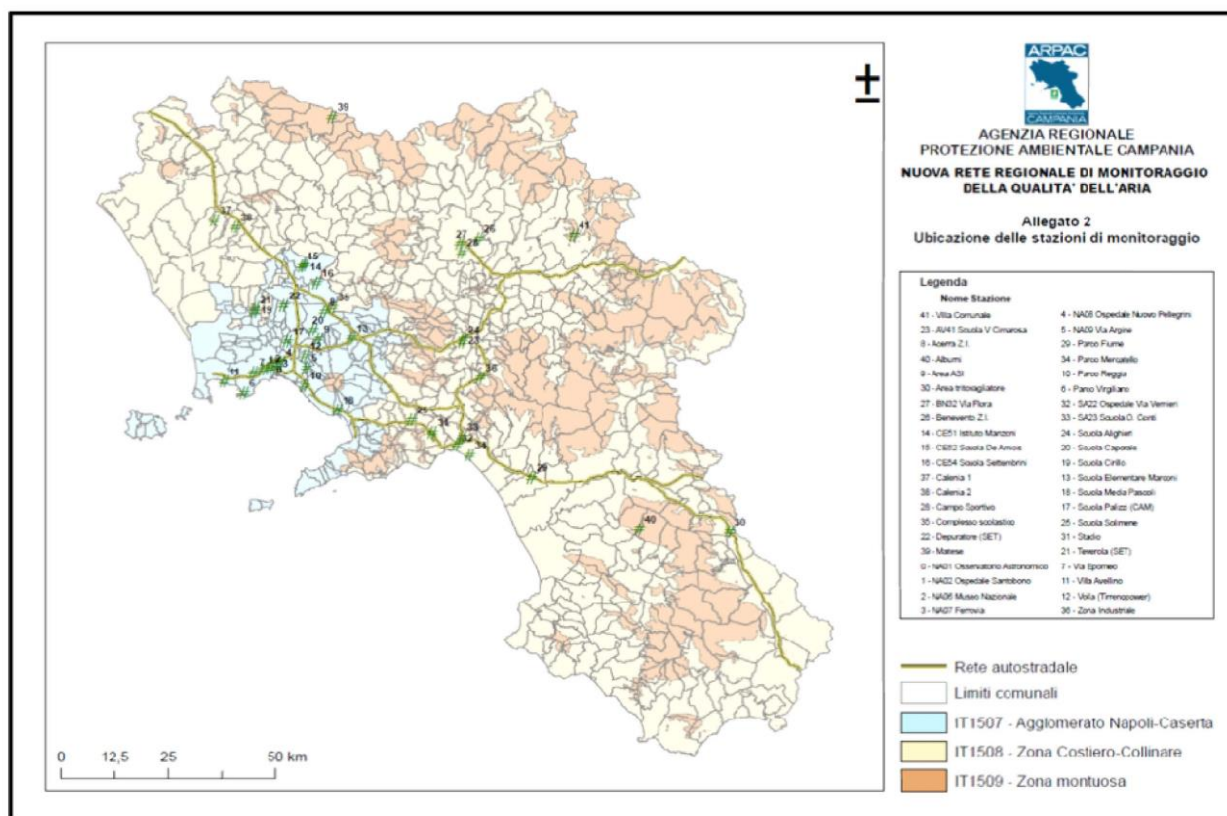 ARPAC
CAMPANIA
AGENZIA REGIONALE
PROTEZIONE AMBIENTALE CAMPANIA
NUOVA RETE REGIONALE DI MONITORAGGIO
DELLA QUALITA' DELL'ARIA
Allegato 2
Ubicazione delle stazioni di monitoraggio
Legenda
Nome Stazione
41 - Villa Comunale
23 - AV41 Scuola V Cimarosa
8 - Acerra Z.I.
40 - Alburni
9 - Area ASI
30 - Area tritovagliatore
27 - BN32 Via Flora
26 - Benevento Z.I.
14 - CE51 Istituto Manzoni
15 - CE52 Scuola De Amicis
16 - CE54 Scuola Settembrini
37 - Calenia 1
38 - Calenia 2
28 - Campo Sportivo
35 - Complesso scolastico
22 - Depuratore (SET)
39 - Matese
0 - NA01 Osservatorio Astronomico
1 - NA02 Ospedale Santobono
2 - NA06 Museo Nazionale
3 - NA07 Ferrovia
4 - NA08 Ospedale Nuovo Pellegrini
5 - NA09 Via Argine
29 - Parco Fiume
34 - Parco Mercatello
10 - Parco Reggia
6 - Parco Virgiliano
32 - SA22 Ospedale Via Vernieri
33 - SA23 Scuola O. Conti
24 - Scuola Alighieri
20 - Scuola Caporale
19 - Scuola Cirillo
13 - Scuola Elementare Marconi
18 - Scuola Media Pascoli
17 - Scuola Palizzi (CAM)
25 - Scuola Solimene
31 - Stadio
21 - Teverola (SET)
7 - Via Epomeo
11 - Villa Avellino
12 - Volla (Tirrenopower)
36 - Zona Industriale
Rete autostradale
Limiti comunali
IT1507 - Agglomerato Napoli-Caserta
IT1508 - Zona Costiero-Collinare
IT1509 - Zona montuosa
39
37
38
27
26
28
41
15
14
16
21
19
22
20
9
13
17
12
24
23
4
5
7
11
6
10
18
25
33
32
34
29
40
30
0 12,5 25 50 km